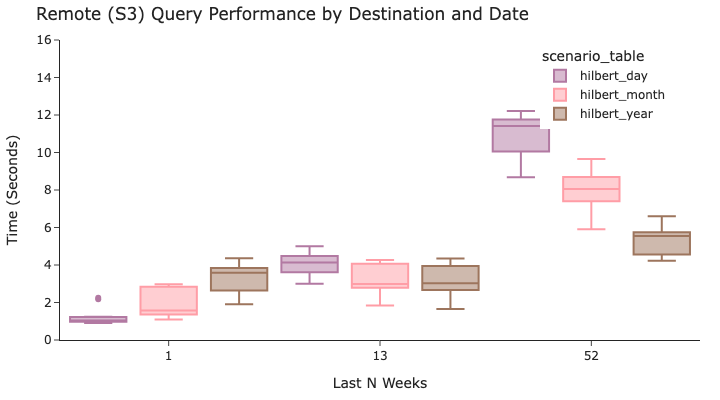 Remote (S3) Query Performance by Destination and Date
16
14
12
10
8
6
4
2
0
Time (Seconds)
scenario_table
hilbert_day
hilbert_month
hilbert_year
1
13
52
Last N Weeks